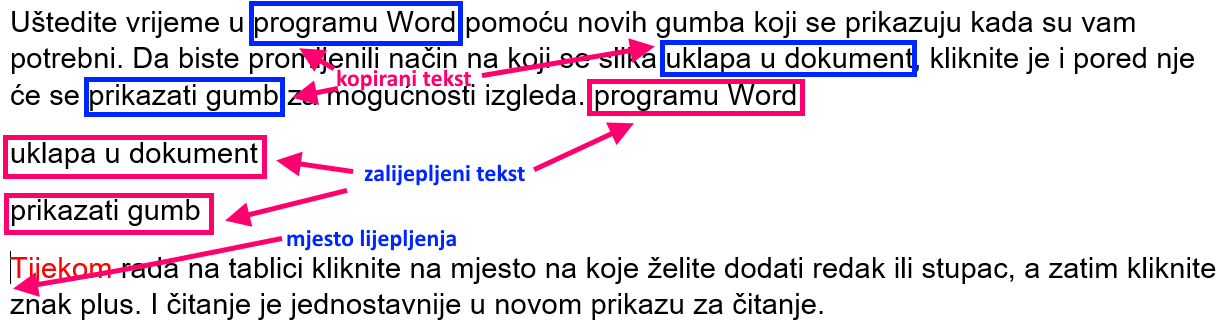 Uštedite vrijeme u programu Word pomoću novih gumba koji se prikazuju kada su vam
potrebni. Da biste promijenili način na koji se slika uklapa u dokument, kliknite je i pored nje
kopirani tekst
će se prikazati gumb za mogućnosti izgleda. programu Word
uklapa u dokument
zalijepljeni tekst
prikazati gumb
mjesto lijepljenja
Tijekom rada na tablici kliknite na mjesto na koje želite dodati redak ili stupac, a zatim kliknite
znak plus. I čitanje je jednostavnije u novom prikazu za čitanje.